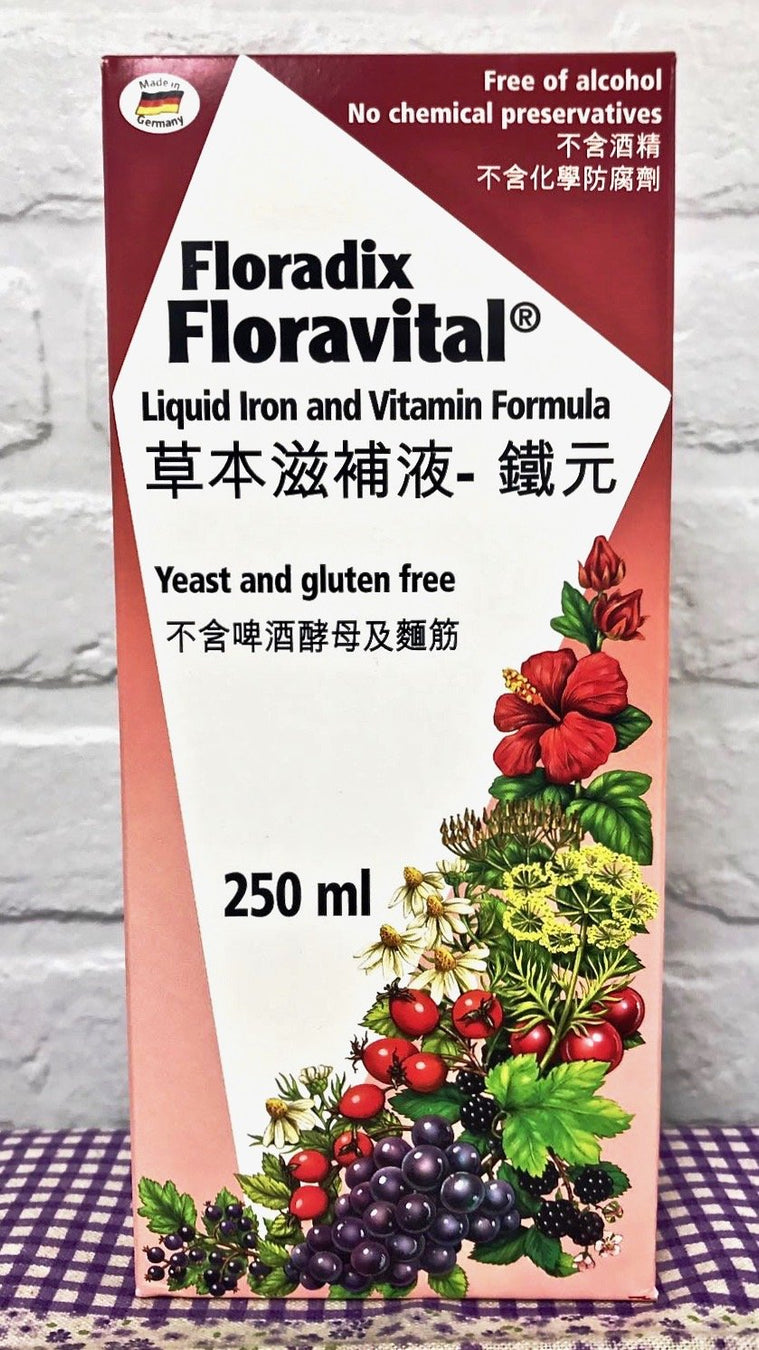 Made in
Germany
Free of alcohol
No chemical preservatives
不含酒精
不含化學防腐劑
Floradix
Floravital®
Liquid Iron and Vitamin Formula
草本滋補液- 鐵元
Yeast and gluten free
不含啤酒酵母及麵筋
250 ml